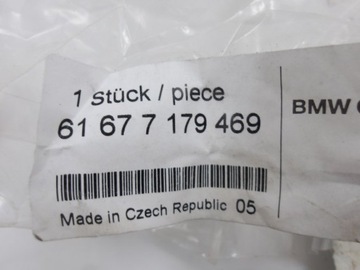 1 Stück / piece
61 67 7 179 469
BMW
Made in Czech Republic 05